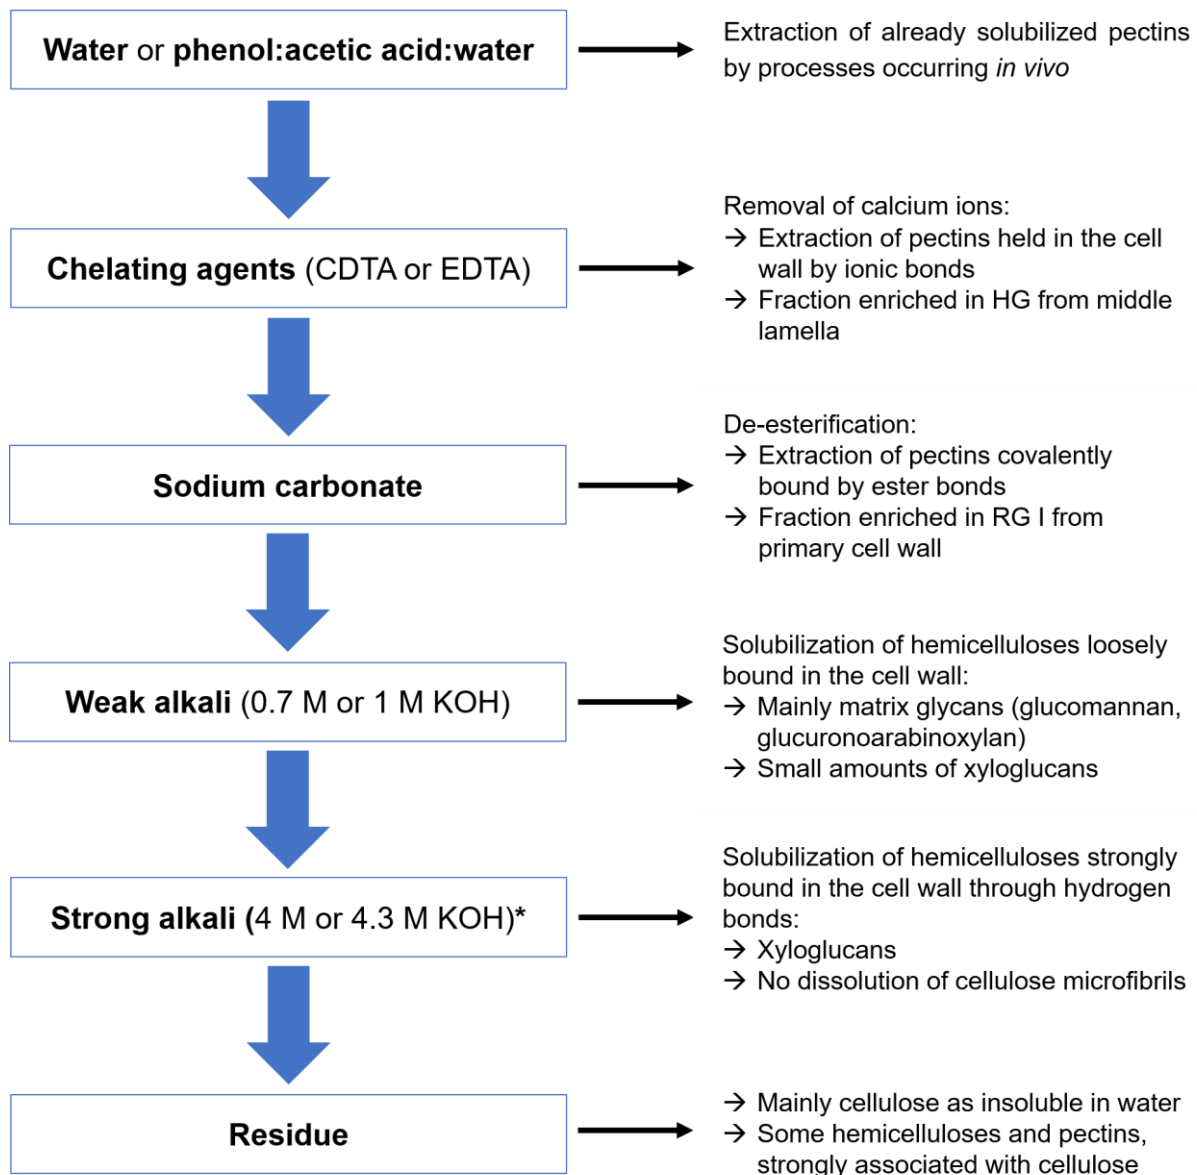 Water or phenol:acetic acid:water
Extraction of already solubilized pectins
by processes occurring in vivo
Chelating agents (CDTA or EDTA)
Removal of calcium ions:
→ Extraction of pectins held in the cell
wall by ionic bonds
→ Fraction enriched in HG from middle
lamella
Sodium carbonate
De-esterification:
→ Extraction of pectins covalently
bound by ester bonds
→ Fraction enriched in RG I from
primary cell wall
Weak alkali (0.7 M or 1 M KOH)
Solubilization of hemicelluloses loosely
bound in the cell wall:
→ Mainly matrix glycans (glucomannan,
glucuronoarabinoxylan)
→ Small amounts of xyloglucans
Strong alkali (4 M or 4.3 M KOH)*
Solubilization of hemicelluloses strongly
bound in the cell wall through hydrogen
bonds:
→ Xyloglucans
→ No dissolution of cellulose microfibrils
Residue
→ Mainly cellulose as insoluble in water
→ Some hemicelluloses and pectins,
strongly associated with cellulose